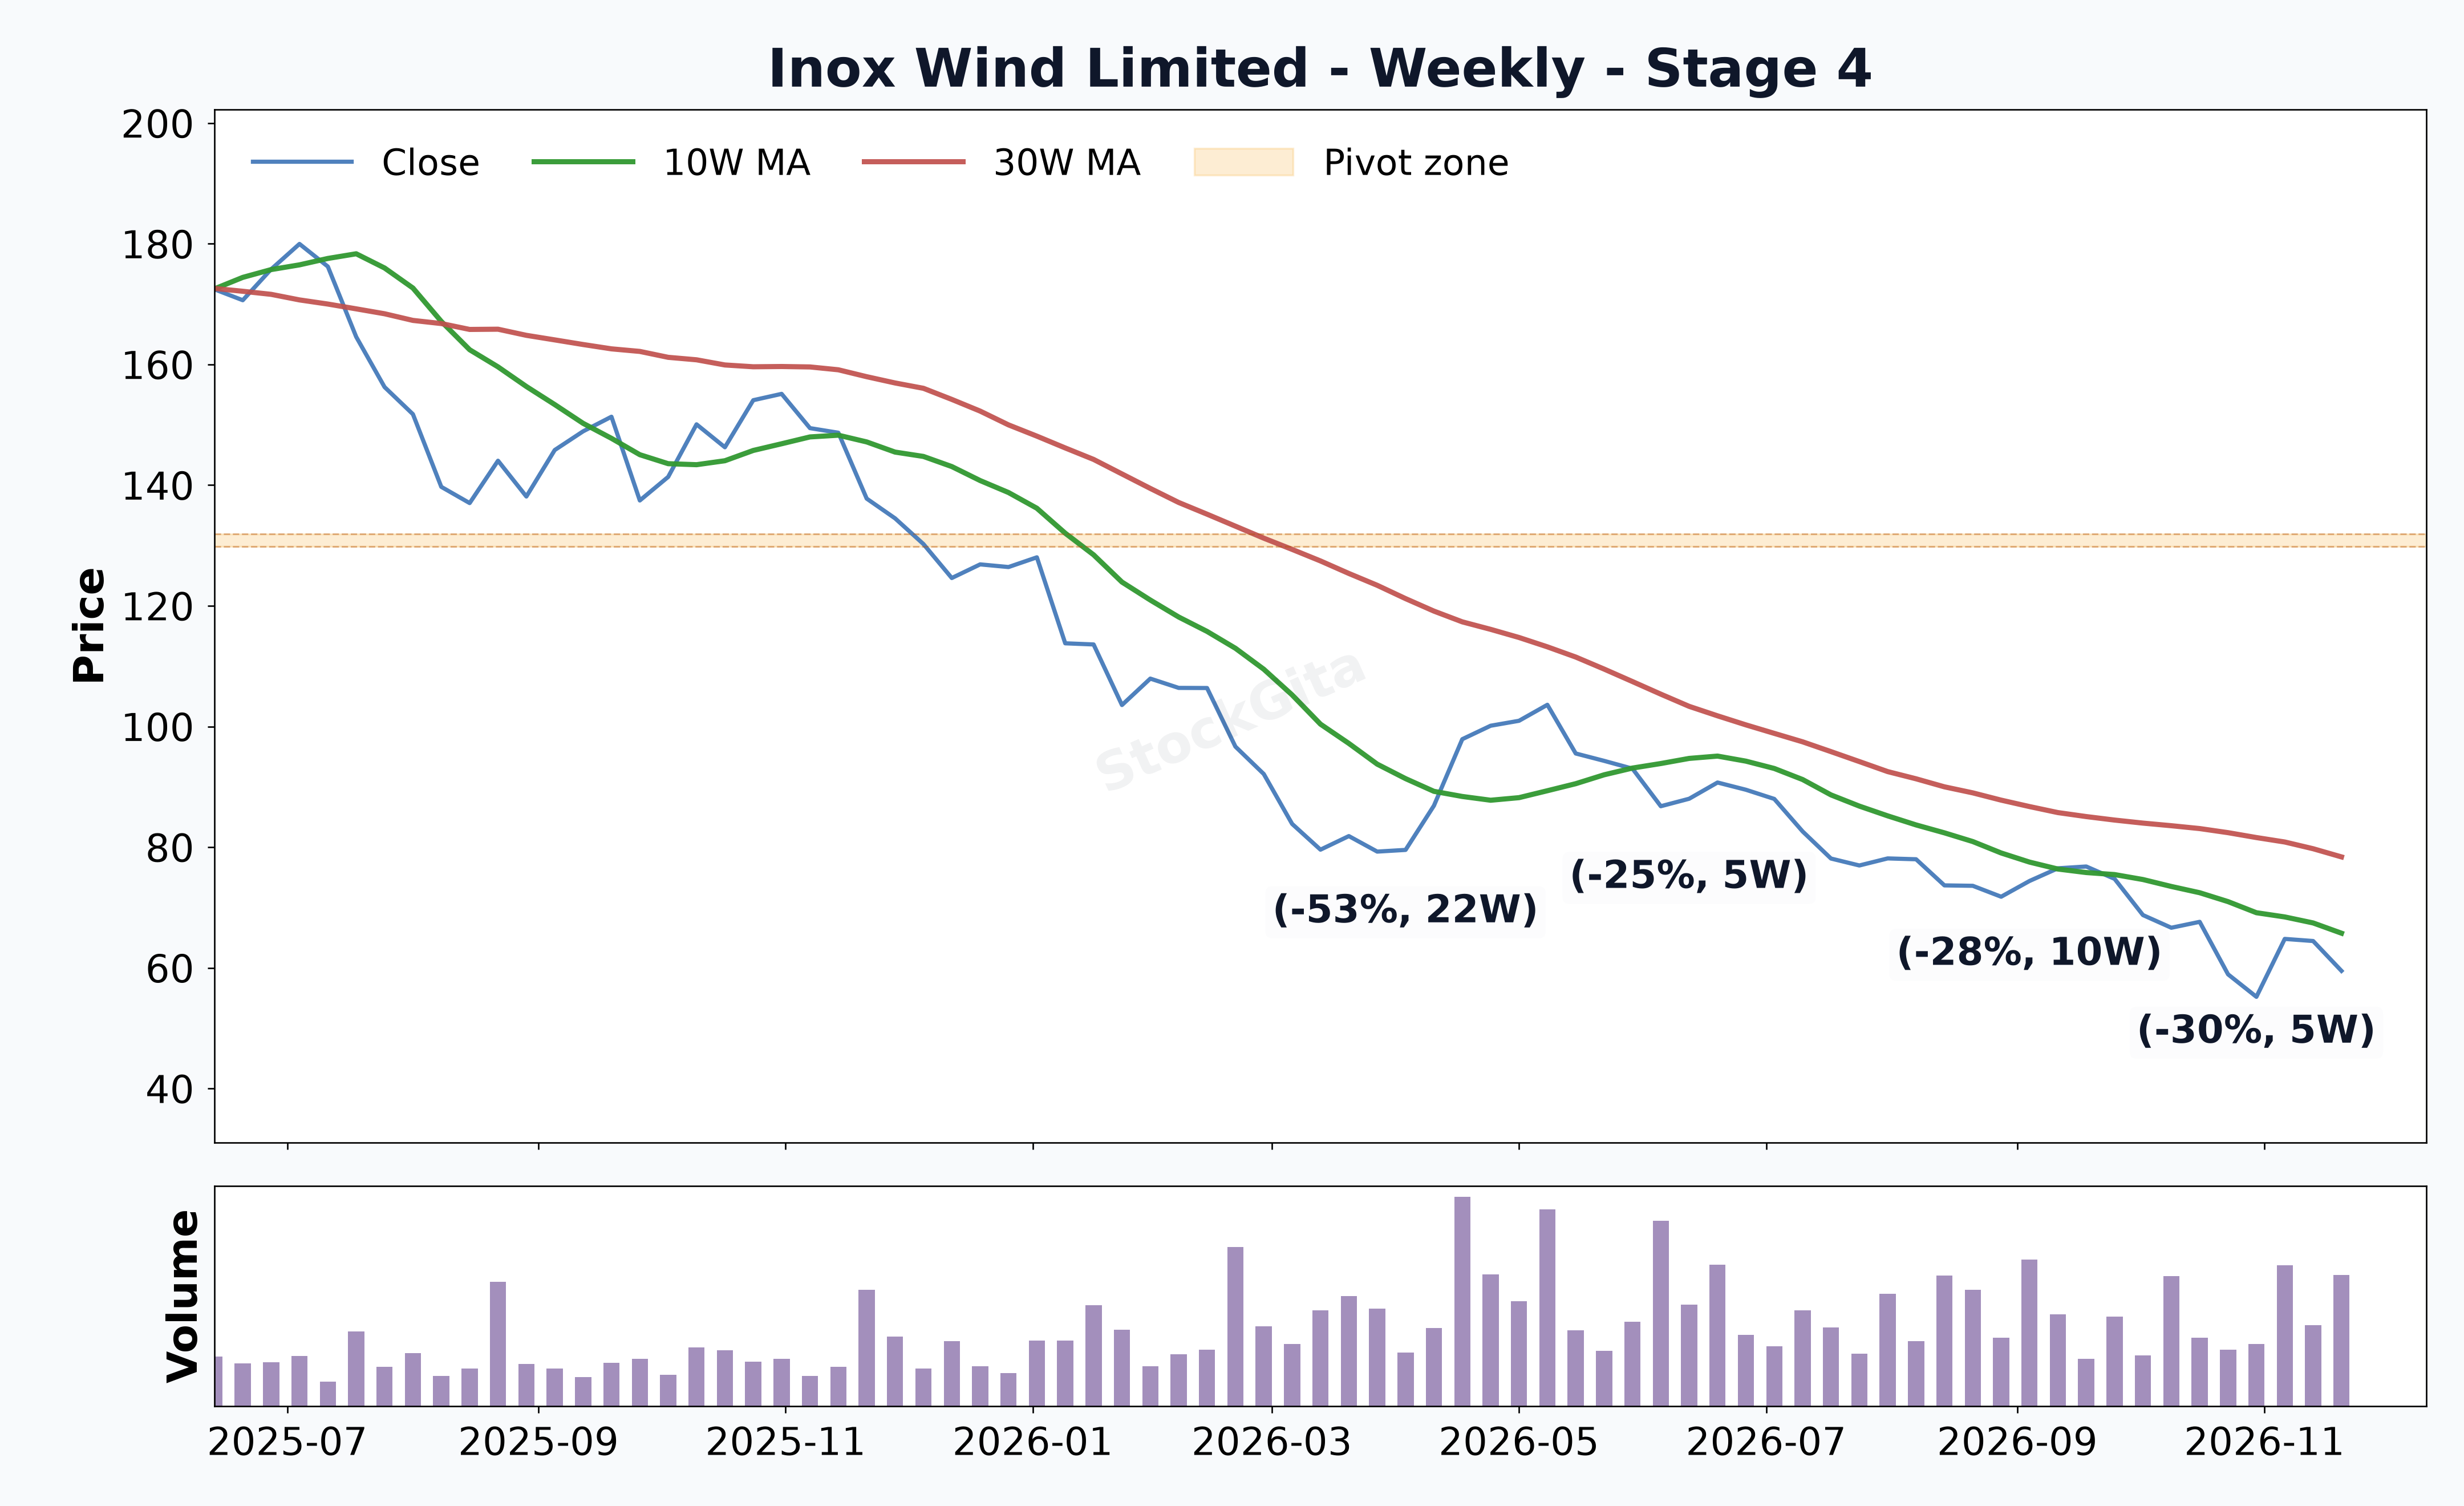 Inox Wind Limited - Weekly - Stage 4
Close 10W MA 30W MA Pivot zone
Price
200
180
160
140
120
100
80
60
40
StockGita
(-53%, 22W)
(-25%, 5W)
(-28%, 10W)
(-30%, 5W)
Volume
2025-07 2025-09 2025-11 2026-01 2026-03 2026-05 2026-07 2026-09 2026-11